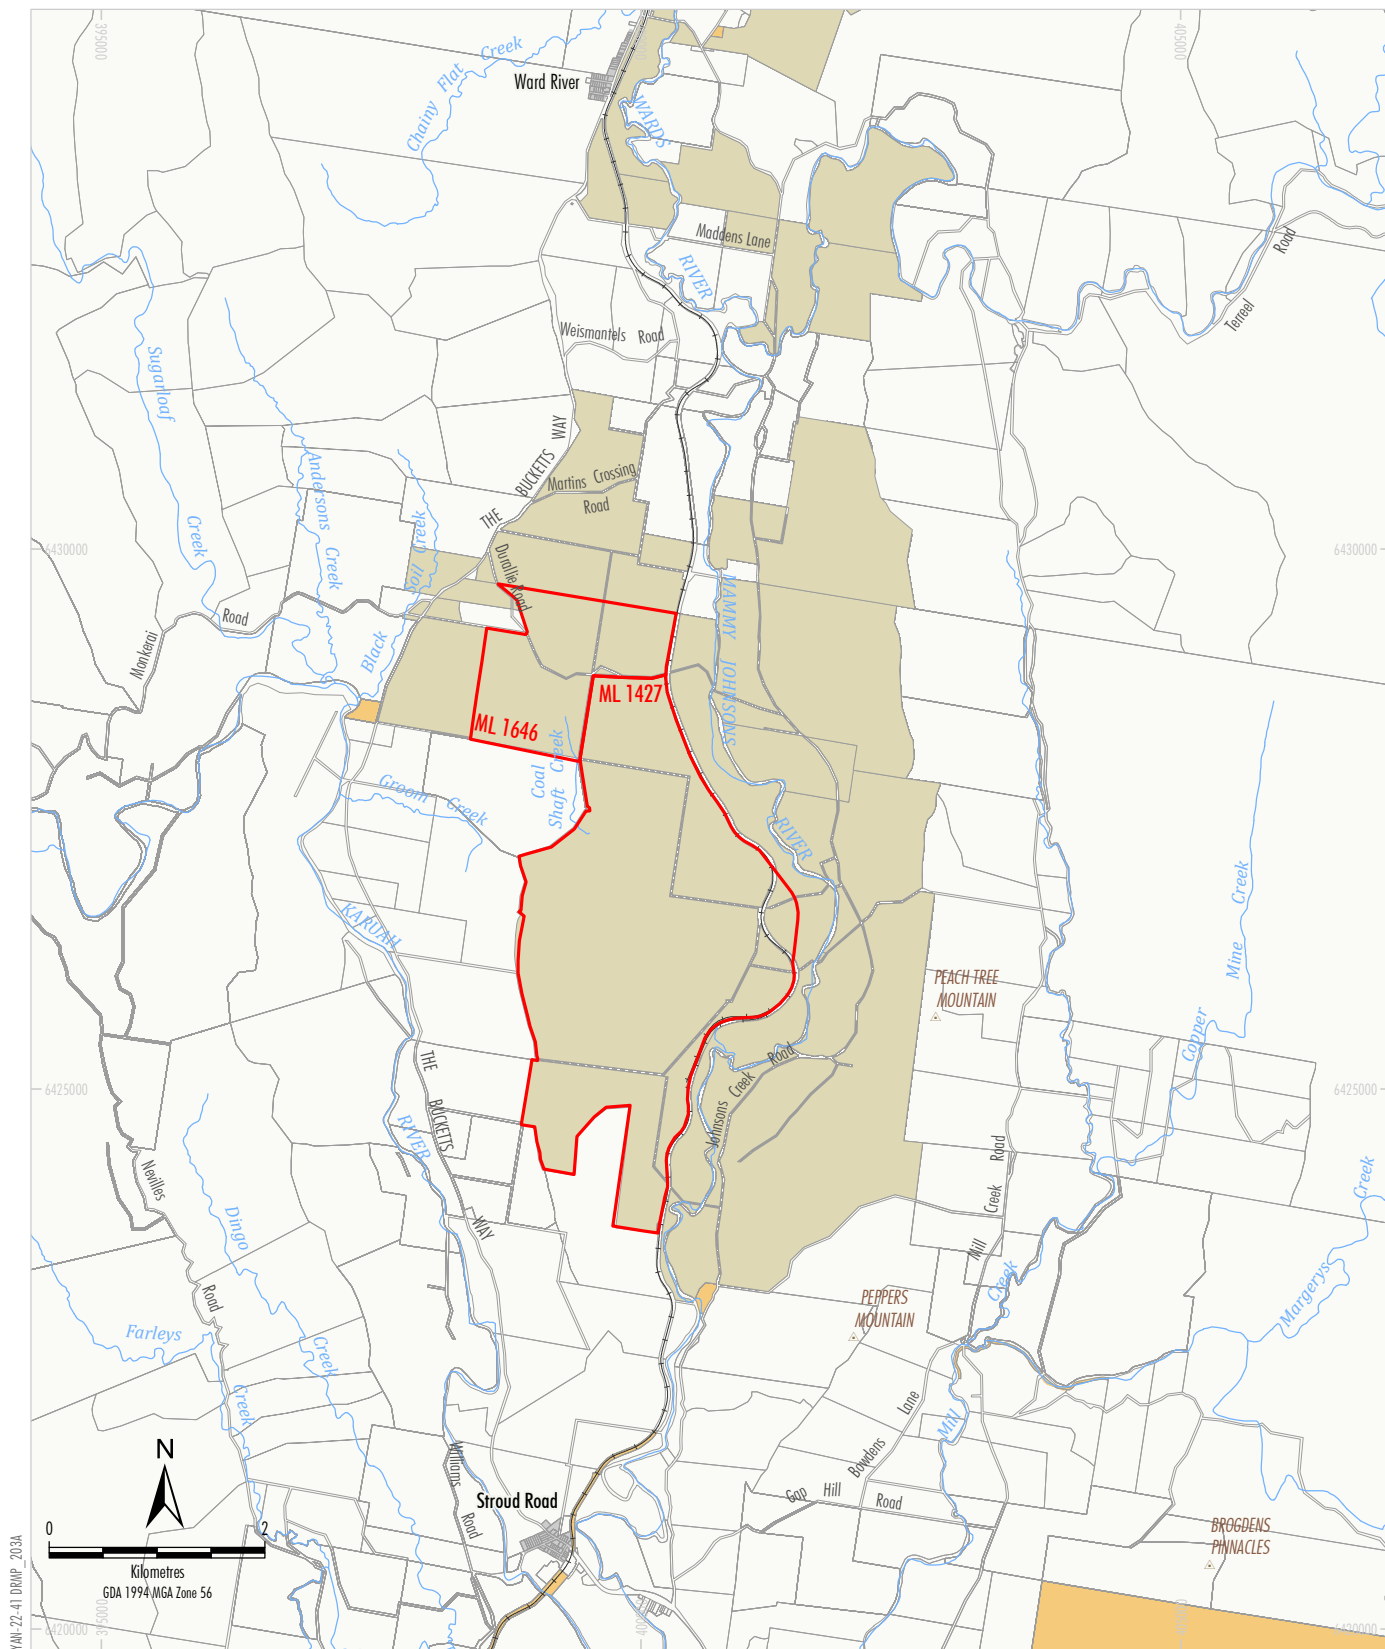 395000
405000
Chainy Flat Creek
Ward River
WARDS
Maddens Lane
RIVER
Road
Terreel
Weismantels Road
Sugarloaf
Creek
Andersons Creek
THE BUCKETTS WAY
Martins Crossing
Road
Soil Creek
Black
6430000
6430000
Durallie Road
MAMMY JOHNSONS
RIVER
Road
Monkerai
ML 1427
ML 1646
Coal
Shaft Creek
Groom Creek
KARUAH
RIVER
Mine Creek
Copper
PEACH TREE
MOUNTAIN
THE BUCKETTS WAY
Johnsons Creek Road
6425000
6425000
Mill Creek Road
Creek
Margerys
Nevilles
Road
Dingo
Creek
Farleys
Creek
PEPPERS
MOUNTAIN
Creek
Mill
Bowdens Lane
Gap Hill Road
Williams
Road
Stroud Road
BROGDENS
PINNACLES
N
0 2
Kilometres
GDA 1994 MGA Zone 56
YAN-22-41 DRMP_203A
6420000
395000